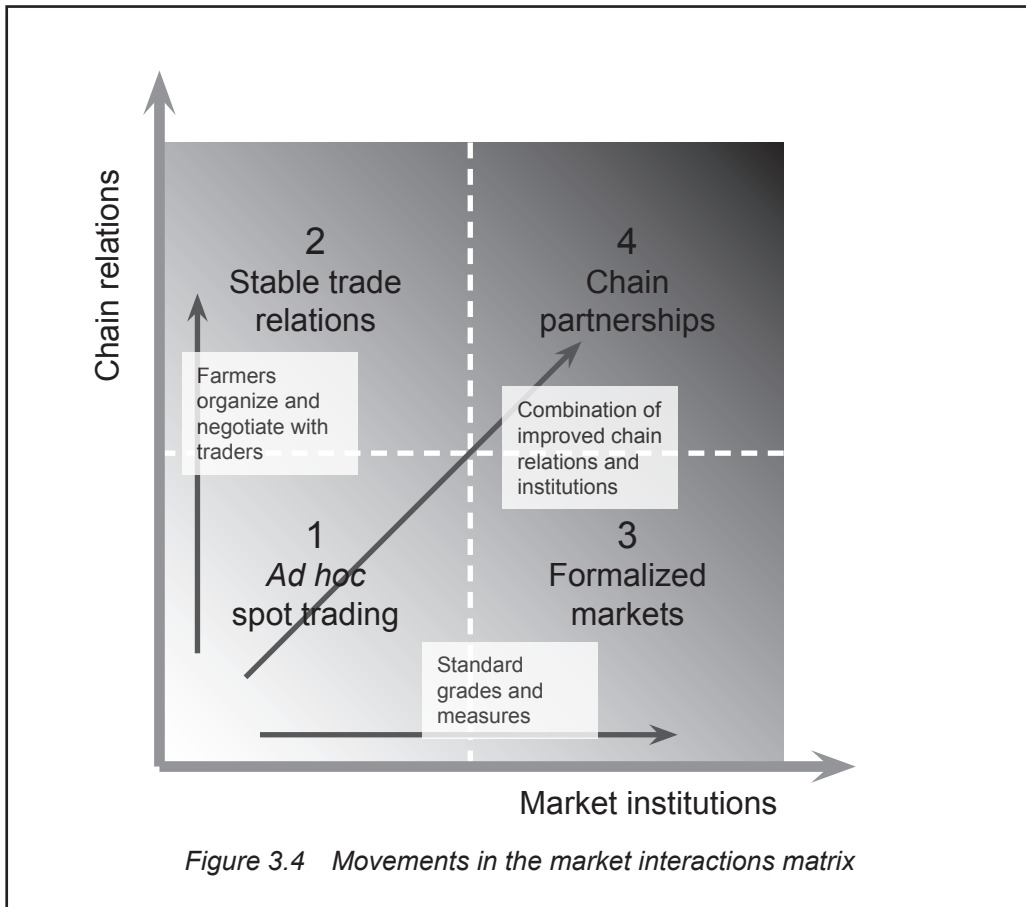 Chain relations
2
Stable trade
relations
4
Chain
partnerships
Farmers
organize and
negotiate with
traders
Combination of
improved chain
relations and
institutions
1
Ad hoc
spot trading
3
Formalized
markets
Standard
grades and
measures
Market institutions
Figure 3.4 Movements in the market interactions matrix